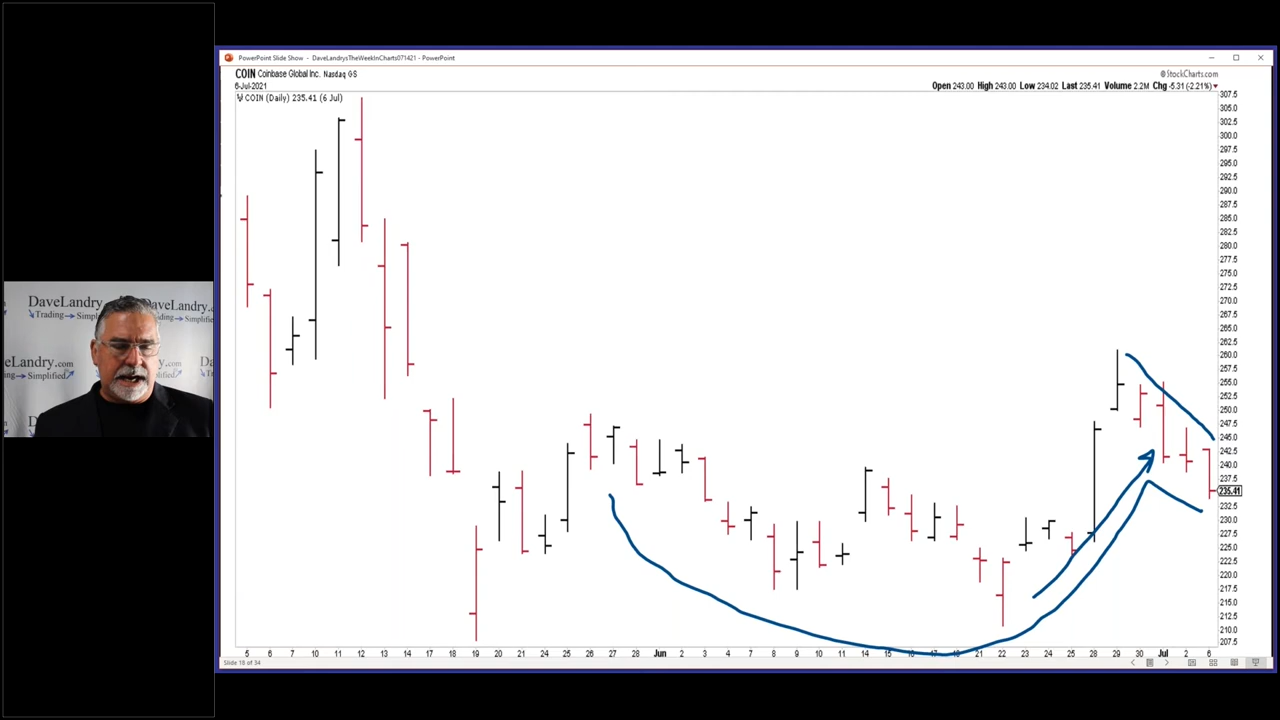 PowerPoint Slide Show - DaveLandrysTheWeekInCharts071421 - PowerPoint
COIN Coinbase Global Inc. Nasdaq GS
@StockCharts.com
6-Jul-2021
Open 243.00 High 243.00 Low 234.02 Last 235.41 Volume 2.2M Chg -5.31 (-2.21%)
COIN (Daily) 235.41 (6 Jul)
307.5
305.0
302.5
300.0
297.5
295.0
292.5
290.0
287.5
285.0
282.5
280.0
277.5
275.0
272.5
270.0
267.5
265.0
262.5
260.0
257.5
255.0
252.5
250.0
247.5
245.0
242.5
240.0
237.5
235.41
232.5
230.0
227.5
225.0
222.5
220.0
217.5
215.0
212.5
210.0
207.5
5 6 7 10 11 12 13 14 17 18 19 20 21 24 25 26 27 28 Jun 2 3 4 7 8 9 10 11 14 15 16 17 18 21 22 23 24 25 28 29 30 Jul 2 6
Slide 18 of 34
DaveLandry
DaveLandry.c
Trading Simpl
ding Simplified
eLandry.com
y.com
Da
Simplified